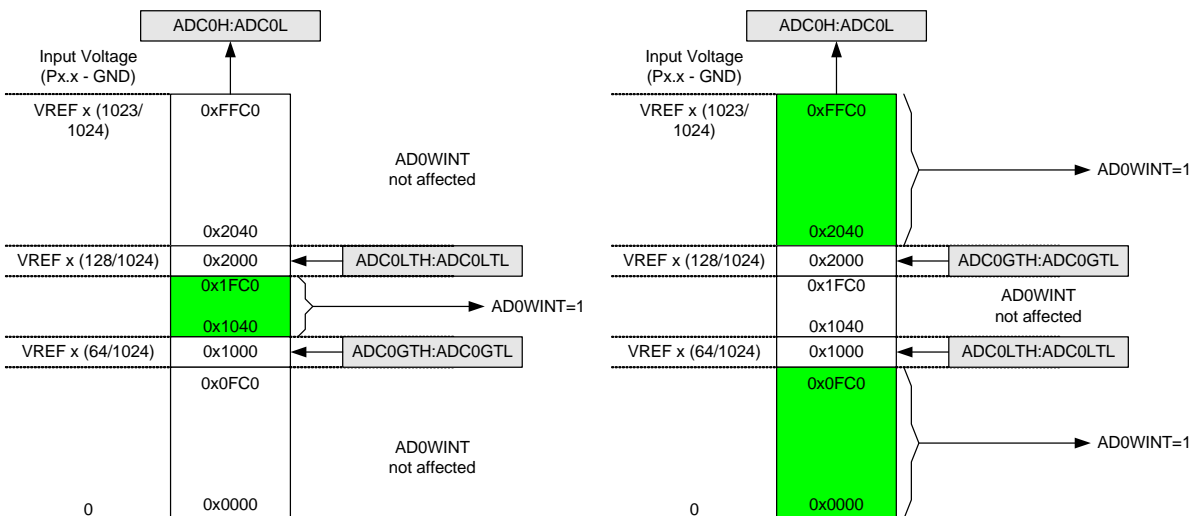 ADC0H:ADC0L
Input Voltage
(Px.x - GND)
VREF x (1023/
1024)
0xFFC0
AD0WINT
not affected
0x2040
VREF x (128/1024)
0x2000
ADC0LTH:ADC0LTL
0x1FC0
AD0WINT=1
0x1040
VREF x (64/1024)
0x1000
ADC0GTH:ADC0GTL
0x0FC0
AD0WINT
not affected
0
0x0000
ADC0H:ADC0L
Input Voltage
(Px.x - GND)
VREF x (1023/
1024)
0xFFC0
AD0WINT=1
0x2040
VREF x (128/1024)
0x2000
ADC0GTH:ADC0GTL
0x1FC0
AD0WINT
not affected
0x1040
VREF x (64/1024)
0x1000
ADC0LTH:ADC0LTL
0x0FC0
AD0WINT=1
0
0x0000